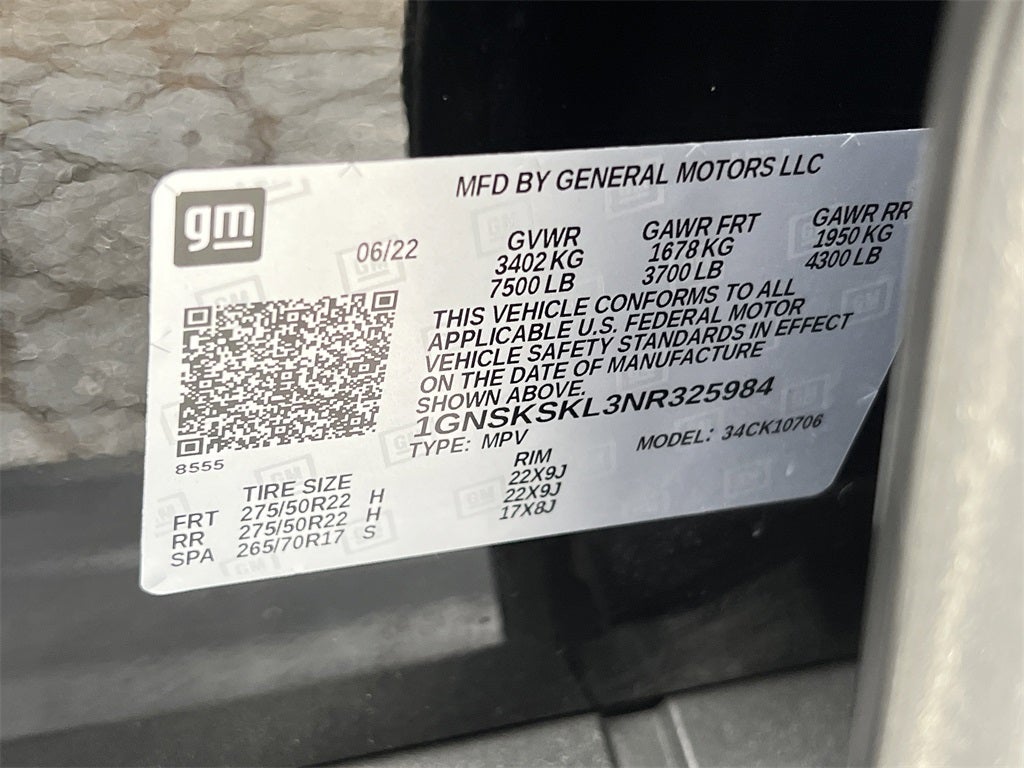 MFD BY GENERAL MOTORS LLC
gm
06/22
GVWR GAWR FRT GAWR RR
3402 KG 1678 KG 1950 KG
7500 LB 3700 LB 4300 LB
THIS VEHICLE CONFORMS TO ALL
APPLICABLE U.S. FEDERAL MOTOR
VEHICLE SAFETY STANDARDS IN EFFECT
ON THE DATE OF MANUFACTURE
SHOWN ABOVE.
1GNSKSKL3NR325984
TYPE: MPV MODEL: 34CK10706
8555
TIRE SIZE RIM
FRT 275/50R22 H 22X9J
RR 275/50R22 H 22X9J
SPA 265/70R17 S 17X8J